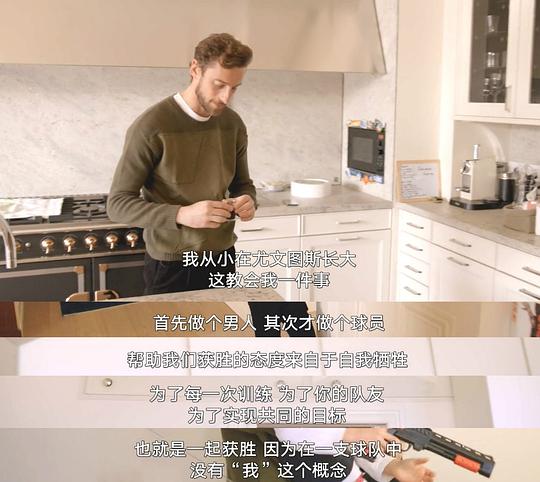 我从小在尤文图斯长大
这教会我一件事
首先做个男人 其次才做个球员
帮助我们获胜的态度来自于自我牺牲
为了每一次训练 为了你的队友
为了实现共同的目标
也就是一起获胜 因为在一支球队中
没有“我”这个概念